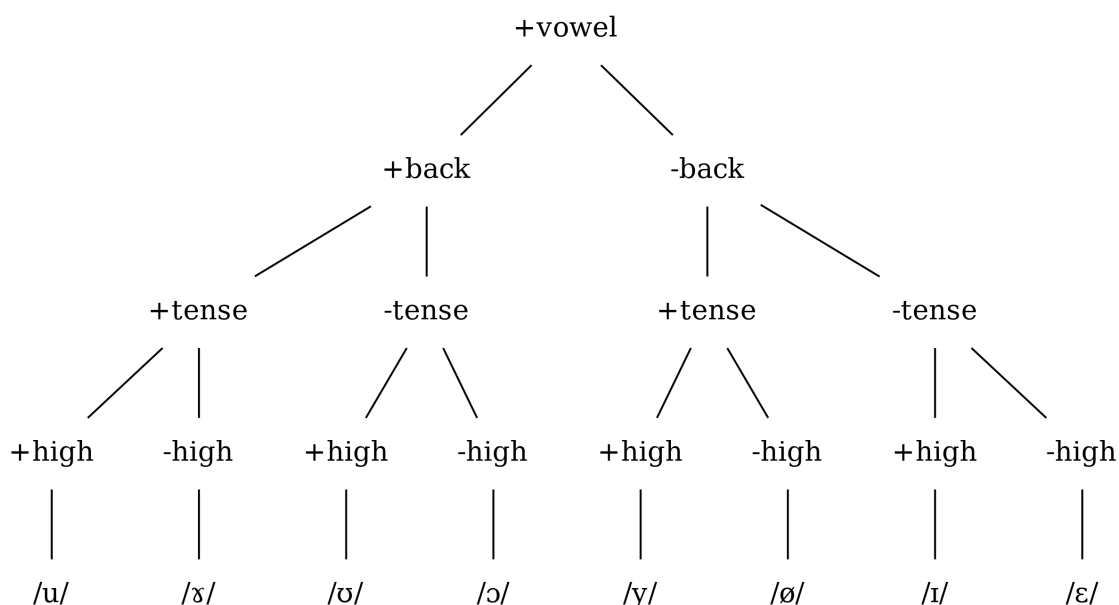 +vowel
+back -back
+tense -tense +tense -tense
+high -high +high -high +high -high +high -high
/u/ /ɤ/ /ʊ/ /ɔ/ /y/ /ø/ /ɪ/ /ɛ/